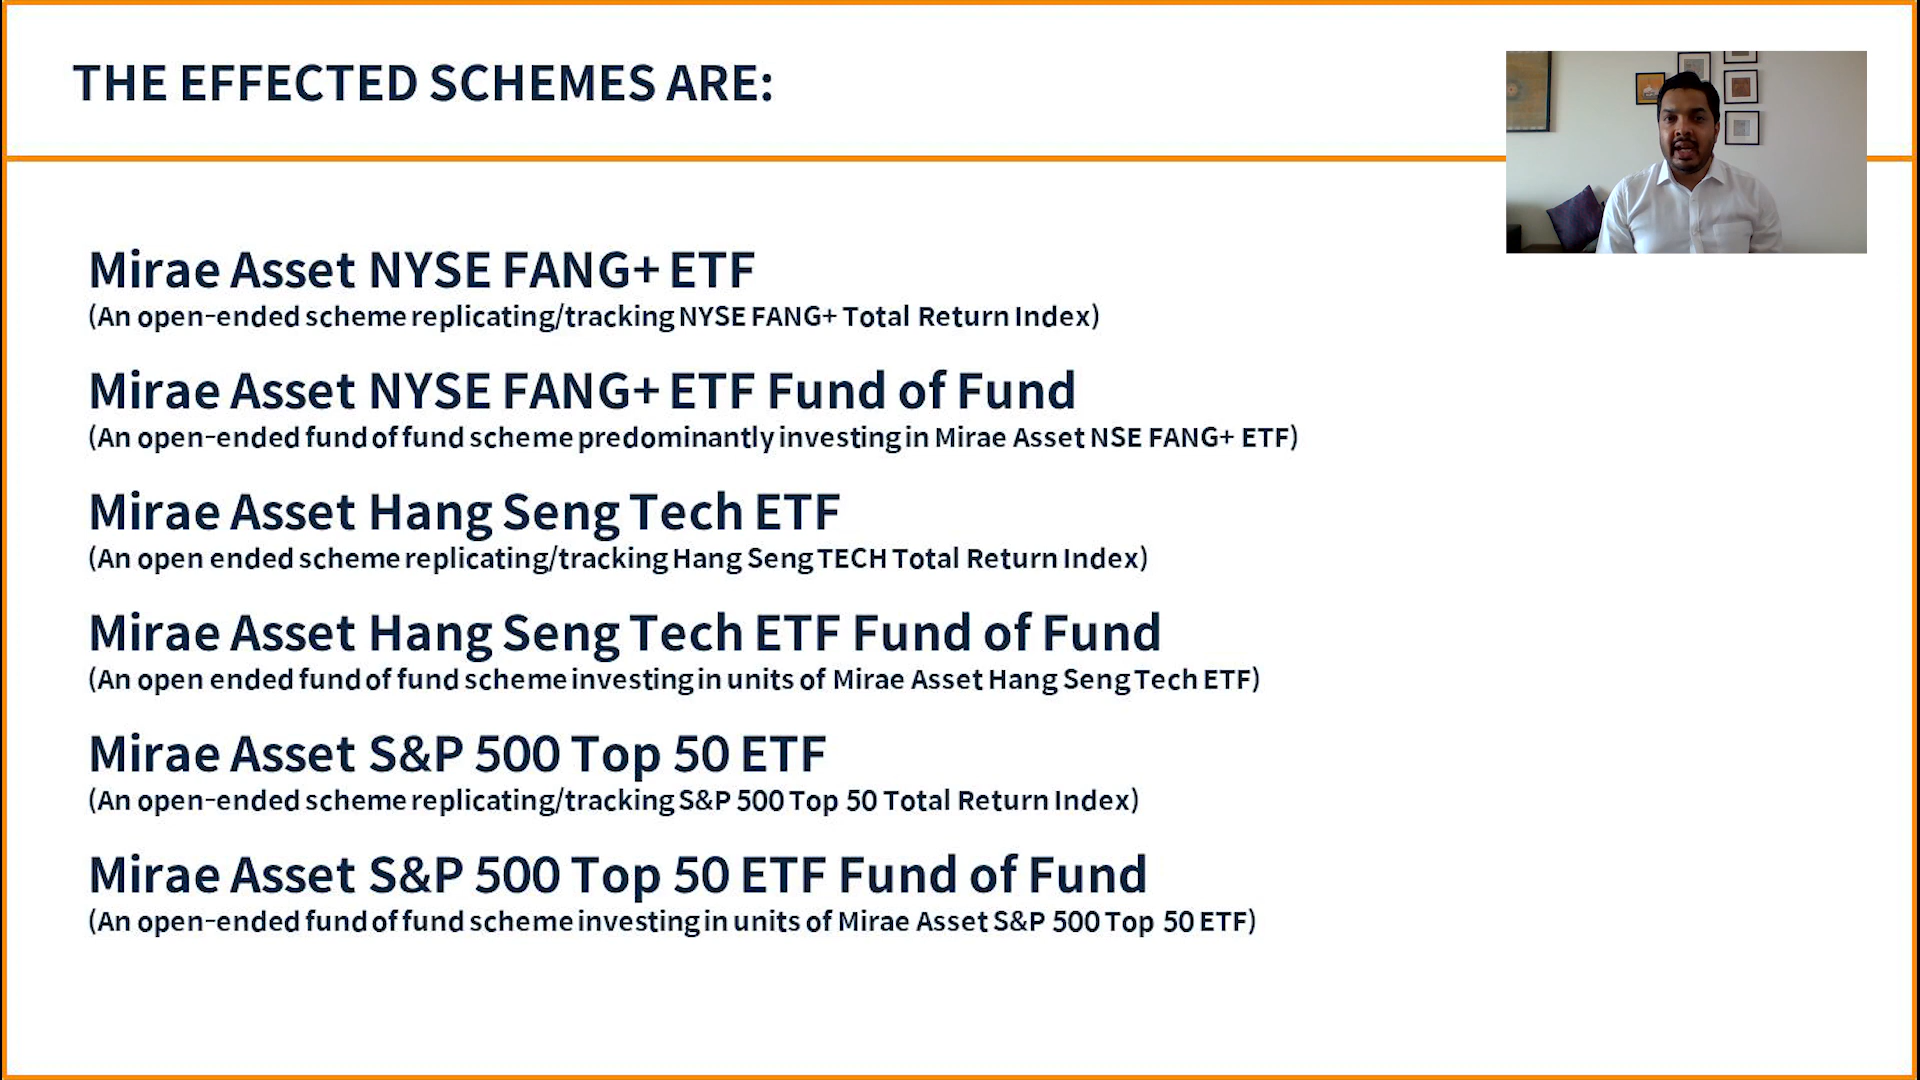 THE EFFECTED SCHEMES ARE:
Mirae Asset NYSE FANG+ ETF
(An open-ended scheme replicating/tracking NYSE FANG+ Total Return Index)
Mirae Asset NYSE FANG+ ETF Fund of Fund
(An open-ended fund of fund scheme predominantly investing in Mirae Asset NSE FANG+ ETF)
Mirae Asset Hang Seng Tech ETF
(An open ended scheme replicating/tracking Hang Seng TECH Total Return Index)
Mirae Asset Hang Seng Tech ETF Fund of Fund
(An open ended fund of fund scheme investing in units of Mirae Asset Hang Seng Tech ETF)
Mirae Asset S&P 500 Top 50 ETF
(An open-ended scheme replicating/tracking S&P 500 Top 50 Total Return Index)
Mirae Asset S&P 500 Top 50 ETF Fund of Fund
(An open-ended fund of fund scheme investing in units of Mirae Asset S&P 500 Top 50 ETF)